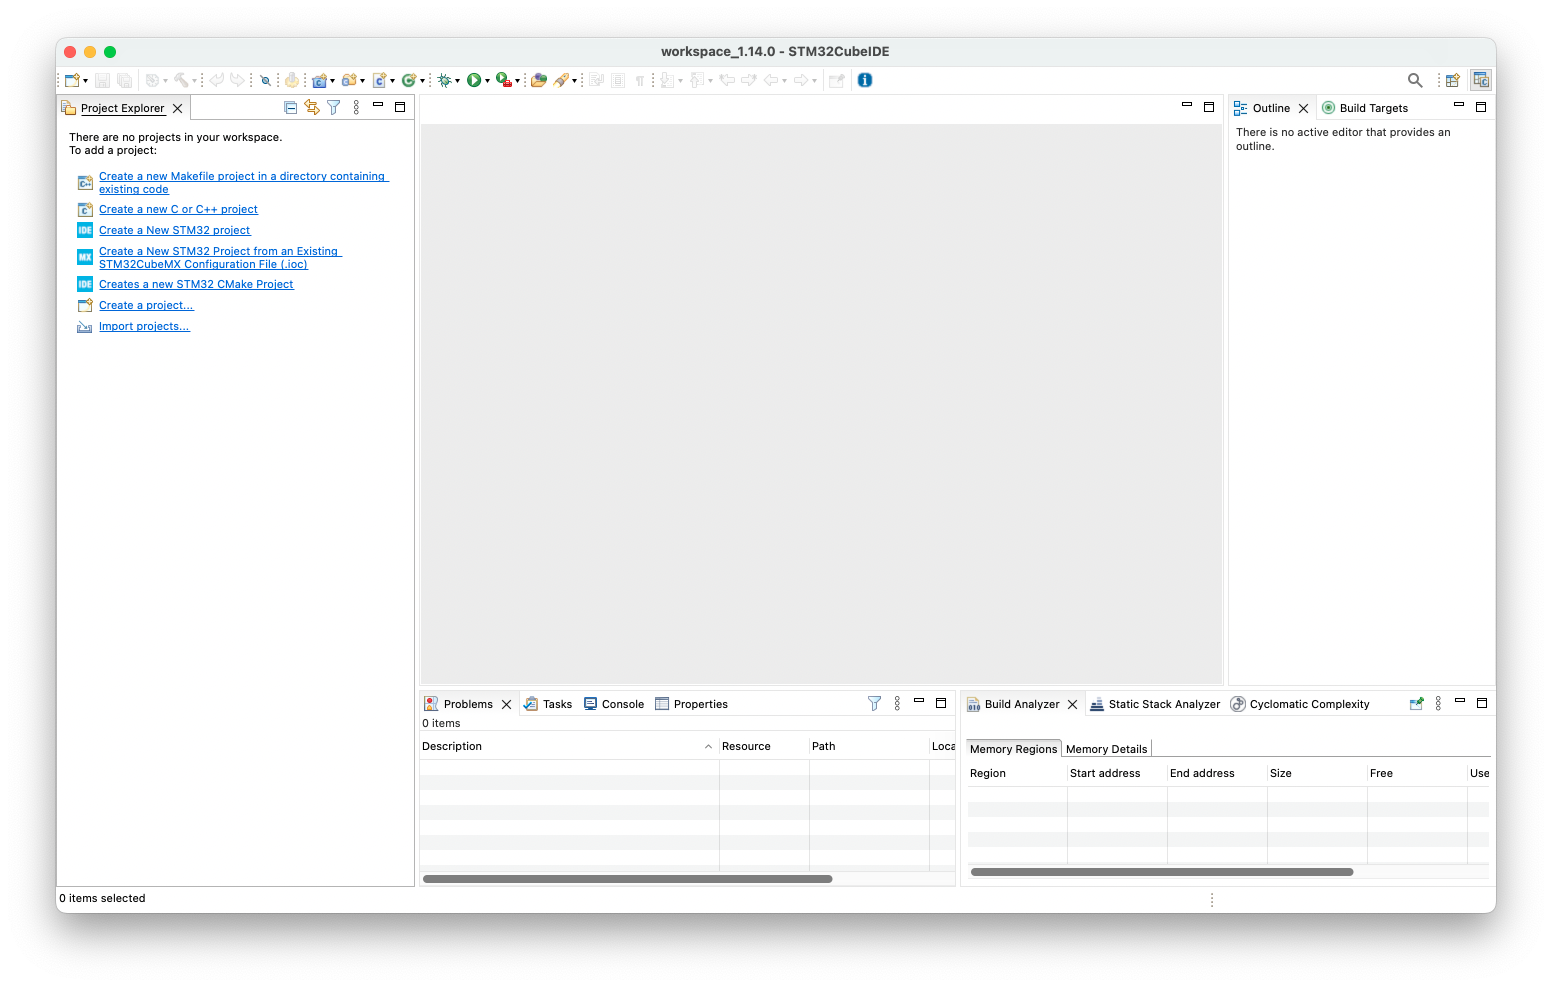 workspace_1.14.0 - STM32CubeIDE
Project Explorer
There are no projects in your workspace.
To add a project:
Create a new Makefile project in a directory containing
existing code
Create a new C or C++ project
IDE Create a New STM32 project
MX Create a New STM32 Project from an Existing
STM32CubeMX Configuration File (.ioc)
IDE Creates a new STM32 CMake Project
Create a project...
Import projects...
Outline
Build Targets
There is no active editor that provides an
outline.
Problems
Tasks
Console
Properties
0 items
Description
Resource
Path
Loca
Build Analyzer
Static Stack Analyzer
Cyclomatic Complexity
Memory Regions
Memory Details
Region
Start address
End address
Size
Free
Use
0 items selected